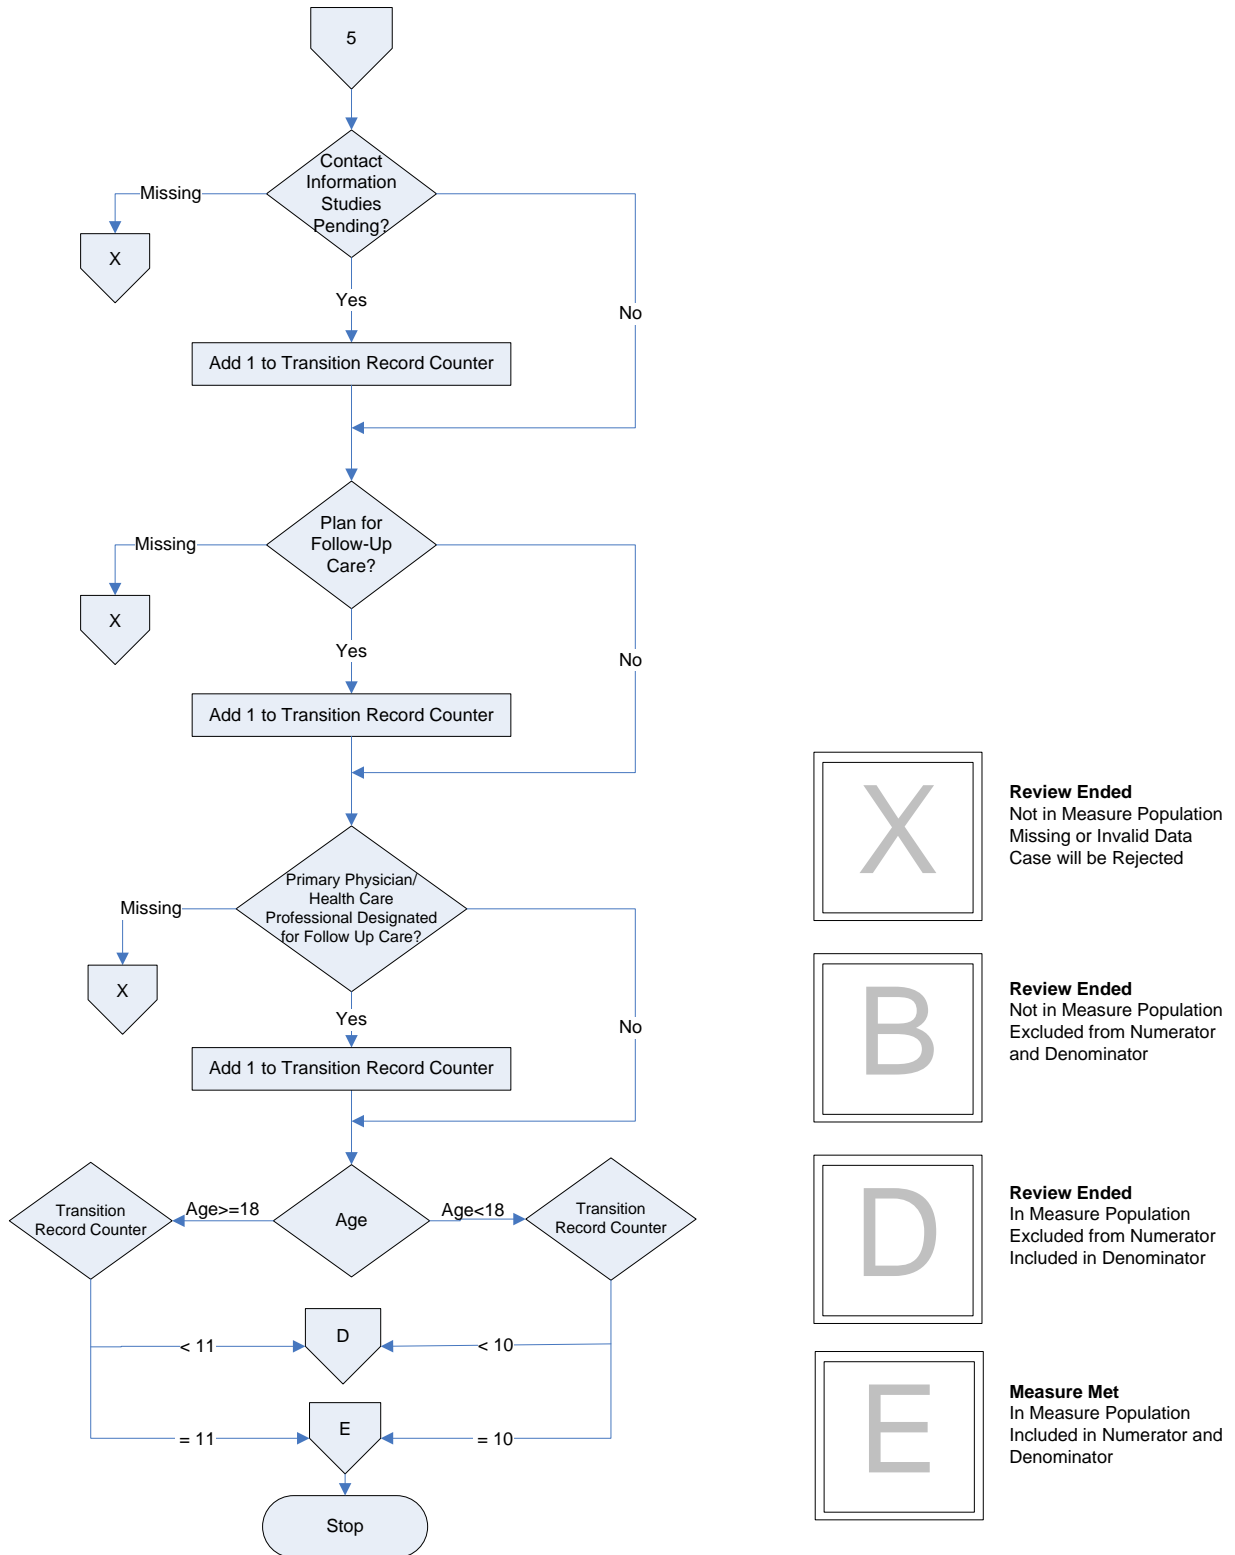 5
Contact
Information
Studies
Pending?
Missing
X
Yes
No
Add 1 to Transition Record Counter
Plan for
Follow-Up
Care?
Missing
X
Yes
No
Add 1 to Transition Record Counter
Primary Physician/
Health Care
Professional Designated
for Follow Up Care?
Missing
X
Yes
No
Add 1 to Transition Record Counter
Transition
Record Counter
Age>=18
Age
Age<18
Transition
Record Counter
< 11
D
< 10
= 11
E
= 10
Stop
X
Review Ended
Not in Measure Population
Missing or Invalid Data
Case will be Rejected
B
Review Ended
Not in Measure Population
Excluded from Numerator
and Denominator
D
Review Ended
In Measure Population
Excluded from Numerator
Included in Denominator
E
Measure Met
In Measure Population
Included in Numerator and
Denominator